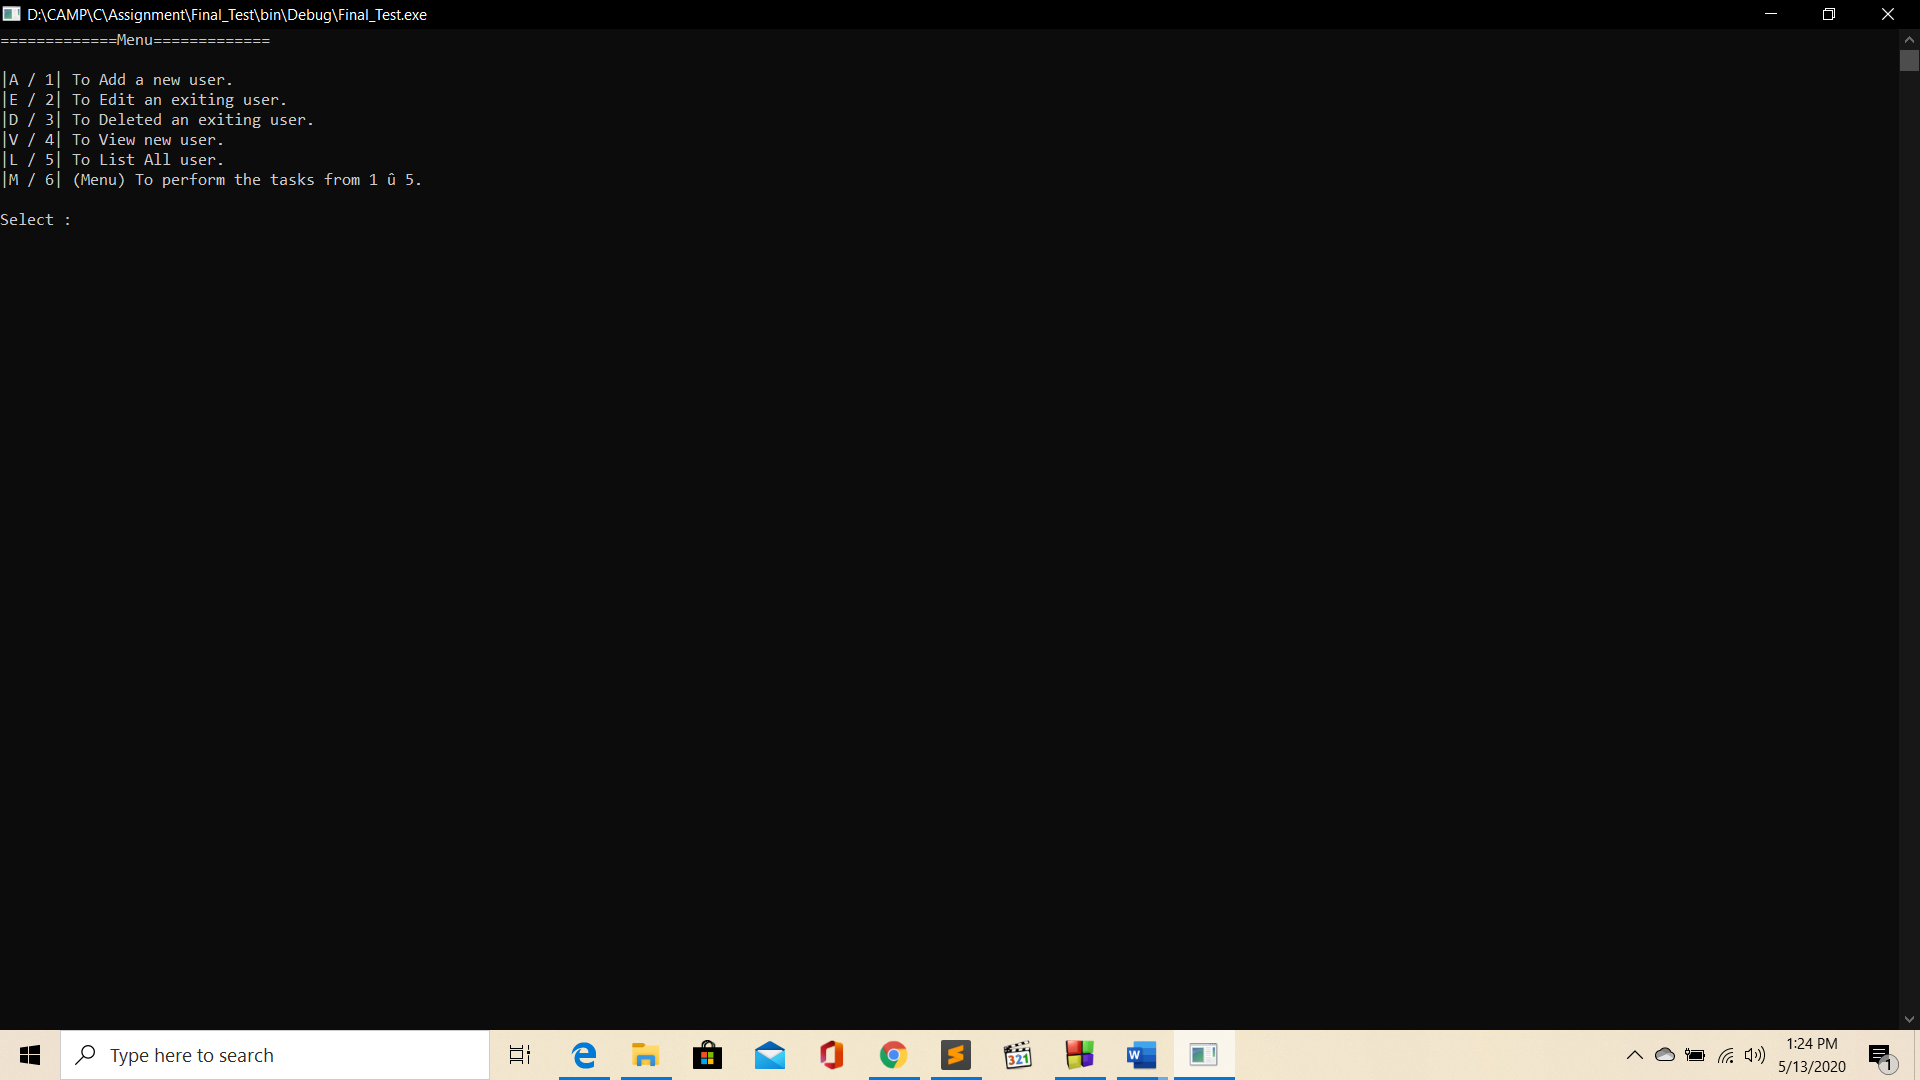 D:\CAMP\C\Assignment\Final_Test\bin\Debug\Final_Test.exe
=============Menu=============
|A / 1| To Add a new user.
|E / 2| To Edit an exiting user.
|D / 3| To Deleted an exiting user.
|V / 4| To View new user.
|L / 5| To List All user.
|M / 6| (Menu) To perform the tasks from 1 û 5.
Select :
Type here to search
321
W
1:24 PM
5/13/2020
1